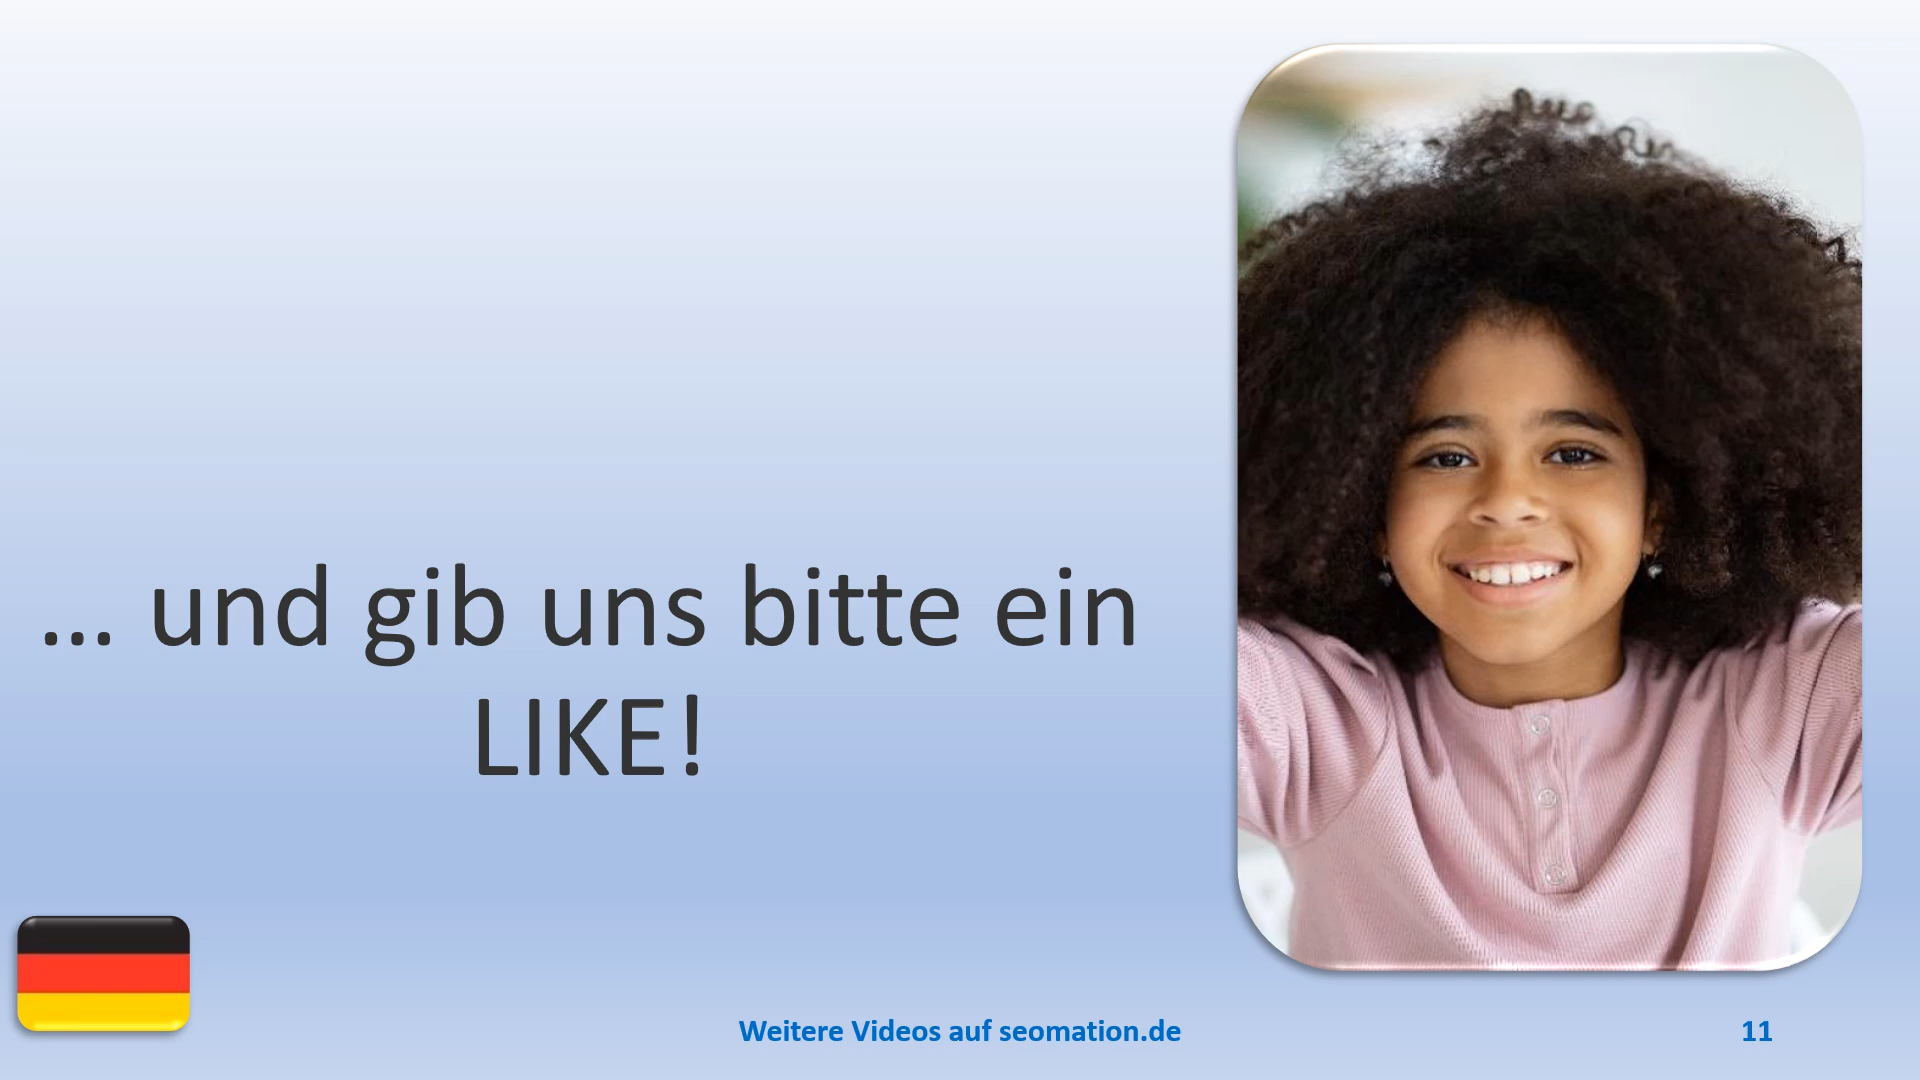 ... und gib uns bitte ein
LIKE!
Weitere Videos auf seomation.de
11